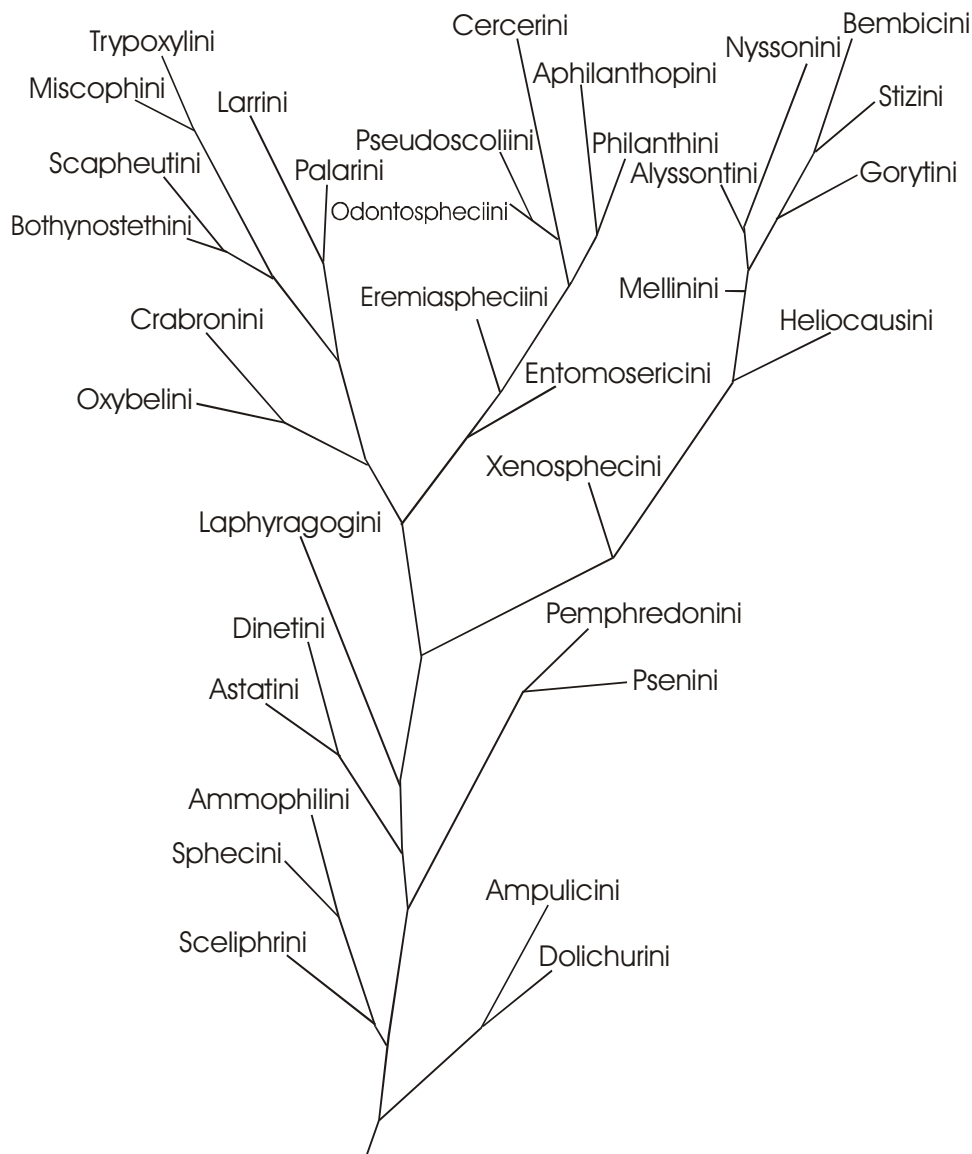 Cercerini
Bembicini
Trypoxylini
Nyssonini
Aphilanthopini
Miscophini
Larrini
Stizini
Pseudoscoliini
Philanthini
Scapheutini
Palarini
Alyssontini
Gorytini
Odontospheciini
Bothynostethini
Mellinini
Eremiaspheciini
Crabronini
Heliocausini
Entomosericini
Oxybelini
Xenosphecini
Laphyragogini
Pemphredonini
Dinetini
Psenini
Astatini
Ammophilini
Sphecini
Ampulicini
Sceliphrini
Dolichurini